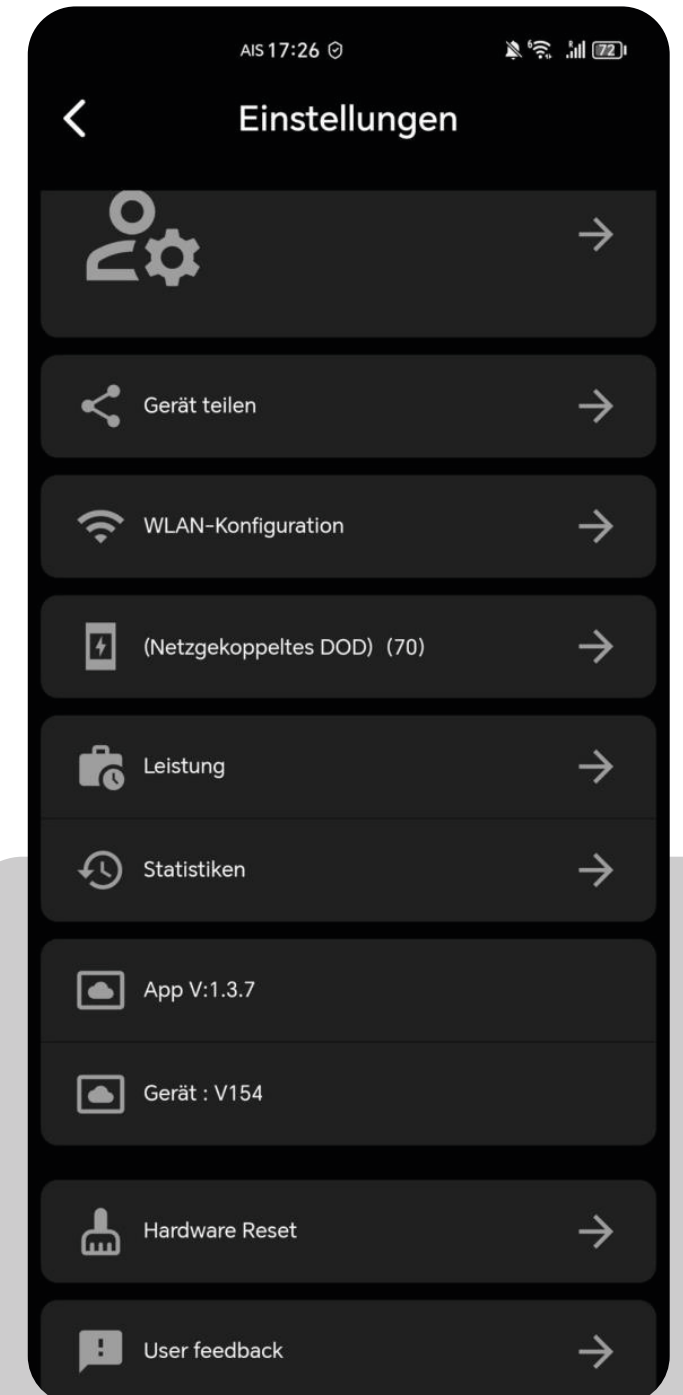 AIS 17:26 72
Einstellungen
Gerät teilen
WLAN-Konfiguration
(Netzgekoppeltes DOD) (70)
Leistung
Statistiken
App V:1.3.7
Gerät : V154
Hardware Reset
User feedback